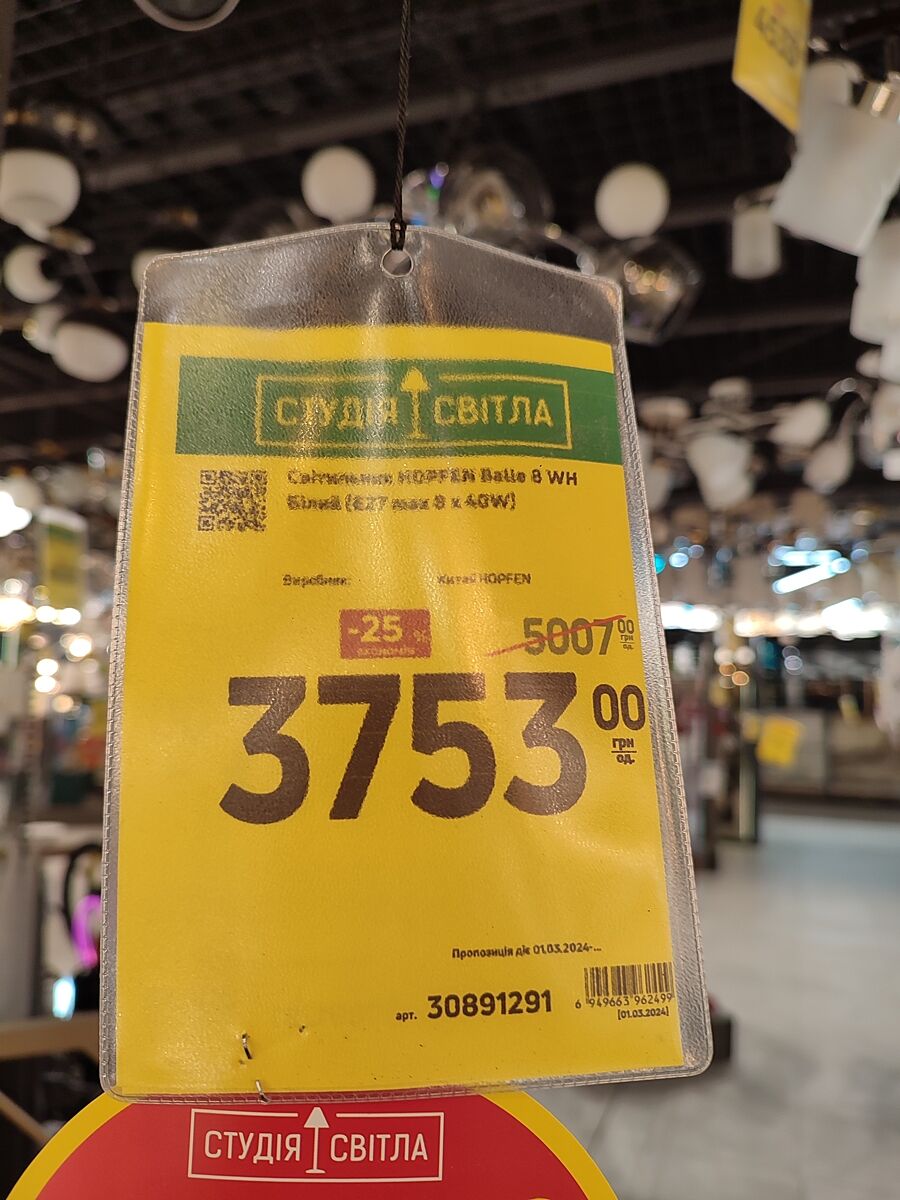 СТУДІЯ СВІТЛА
Світильник HOPFEN Balle 8 WH
білий (E27 max 8 x 40W)
Виробник: Китай HOPFEN
-25 %
ЕКОНОМІЯ
5007 00
грн
од.
3753 00
грн
од.
Пропозиція діє 01.03.2024-...
арт. 30891291
6 949663 962499
[01.03.2024]
СТУДІЯ СВІТЛА